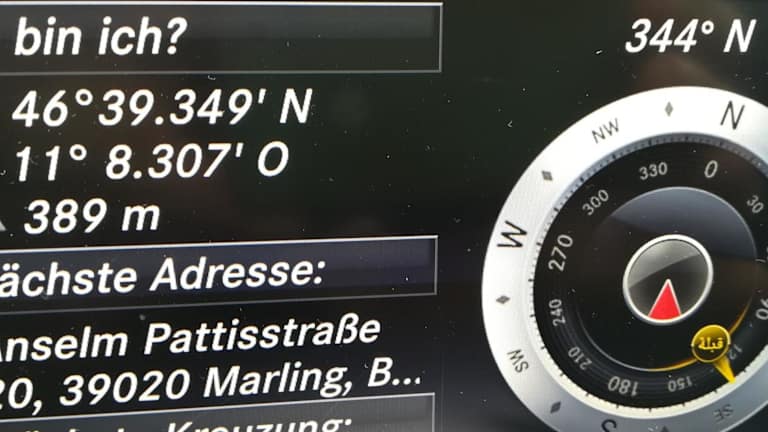 bin ich?
46°39.349' N
11° 8.307' O
389 m
ächste Adresse:
Anselm Pattisstraße
20, 39020 Marling, B...
344° N
N
NW
W
SW
S
SE
0
30
330
300
270
240
210
180
150
قبلة